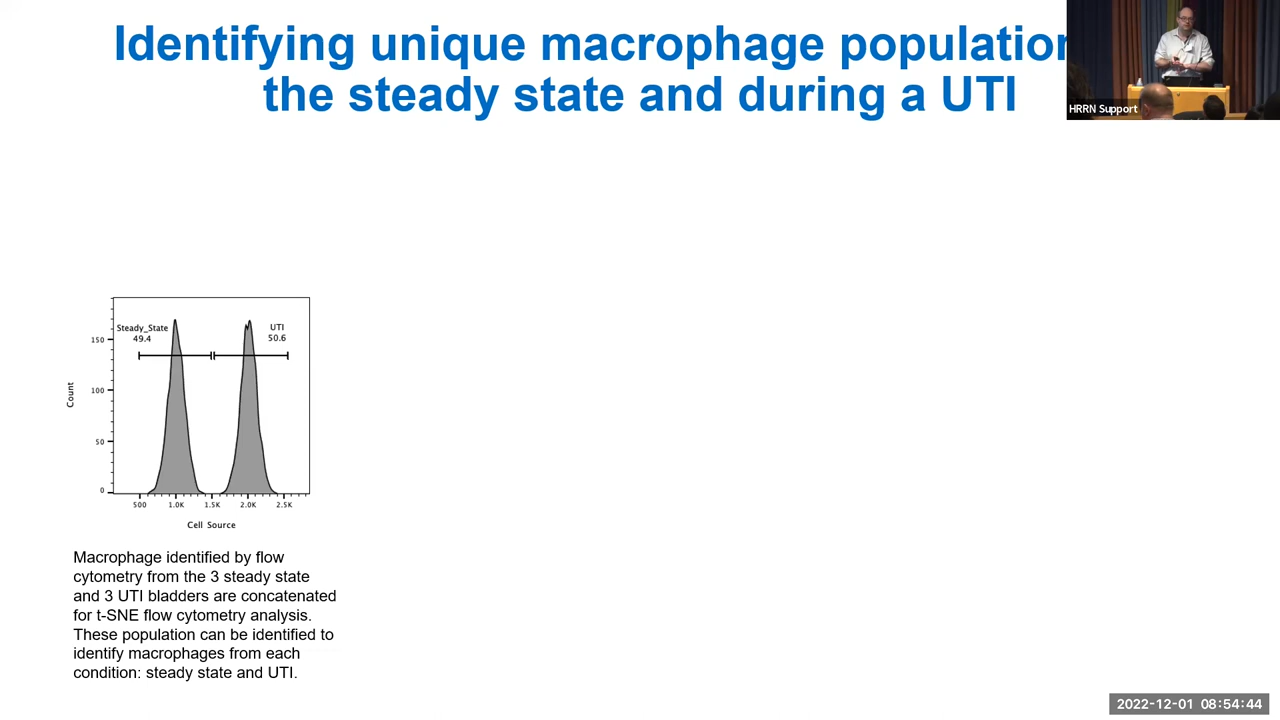 Identifying unique macrophage population
the steady state and during a UTI
HRRN Support
Steady_State
49.4
UTI
50.6
150
100
50
0
Count
500 1.0K 1.5K 2.0K 2.5K
Cell Source
Macrophage identified by flow
cytometry from the 3 steady state
and 3 UTI bladders are concatenated
for t-SNE flow cytometry analysis.
These population can be identified to
identify macrophages from each
condition: steady state and UTI.
2022-12-01 08:54:44